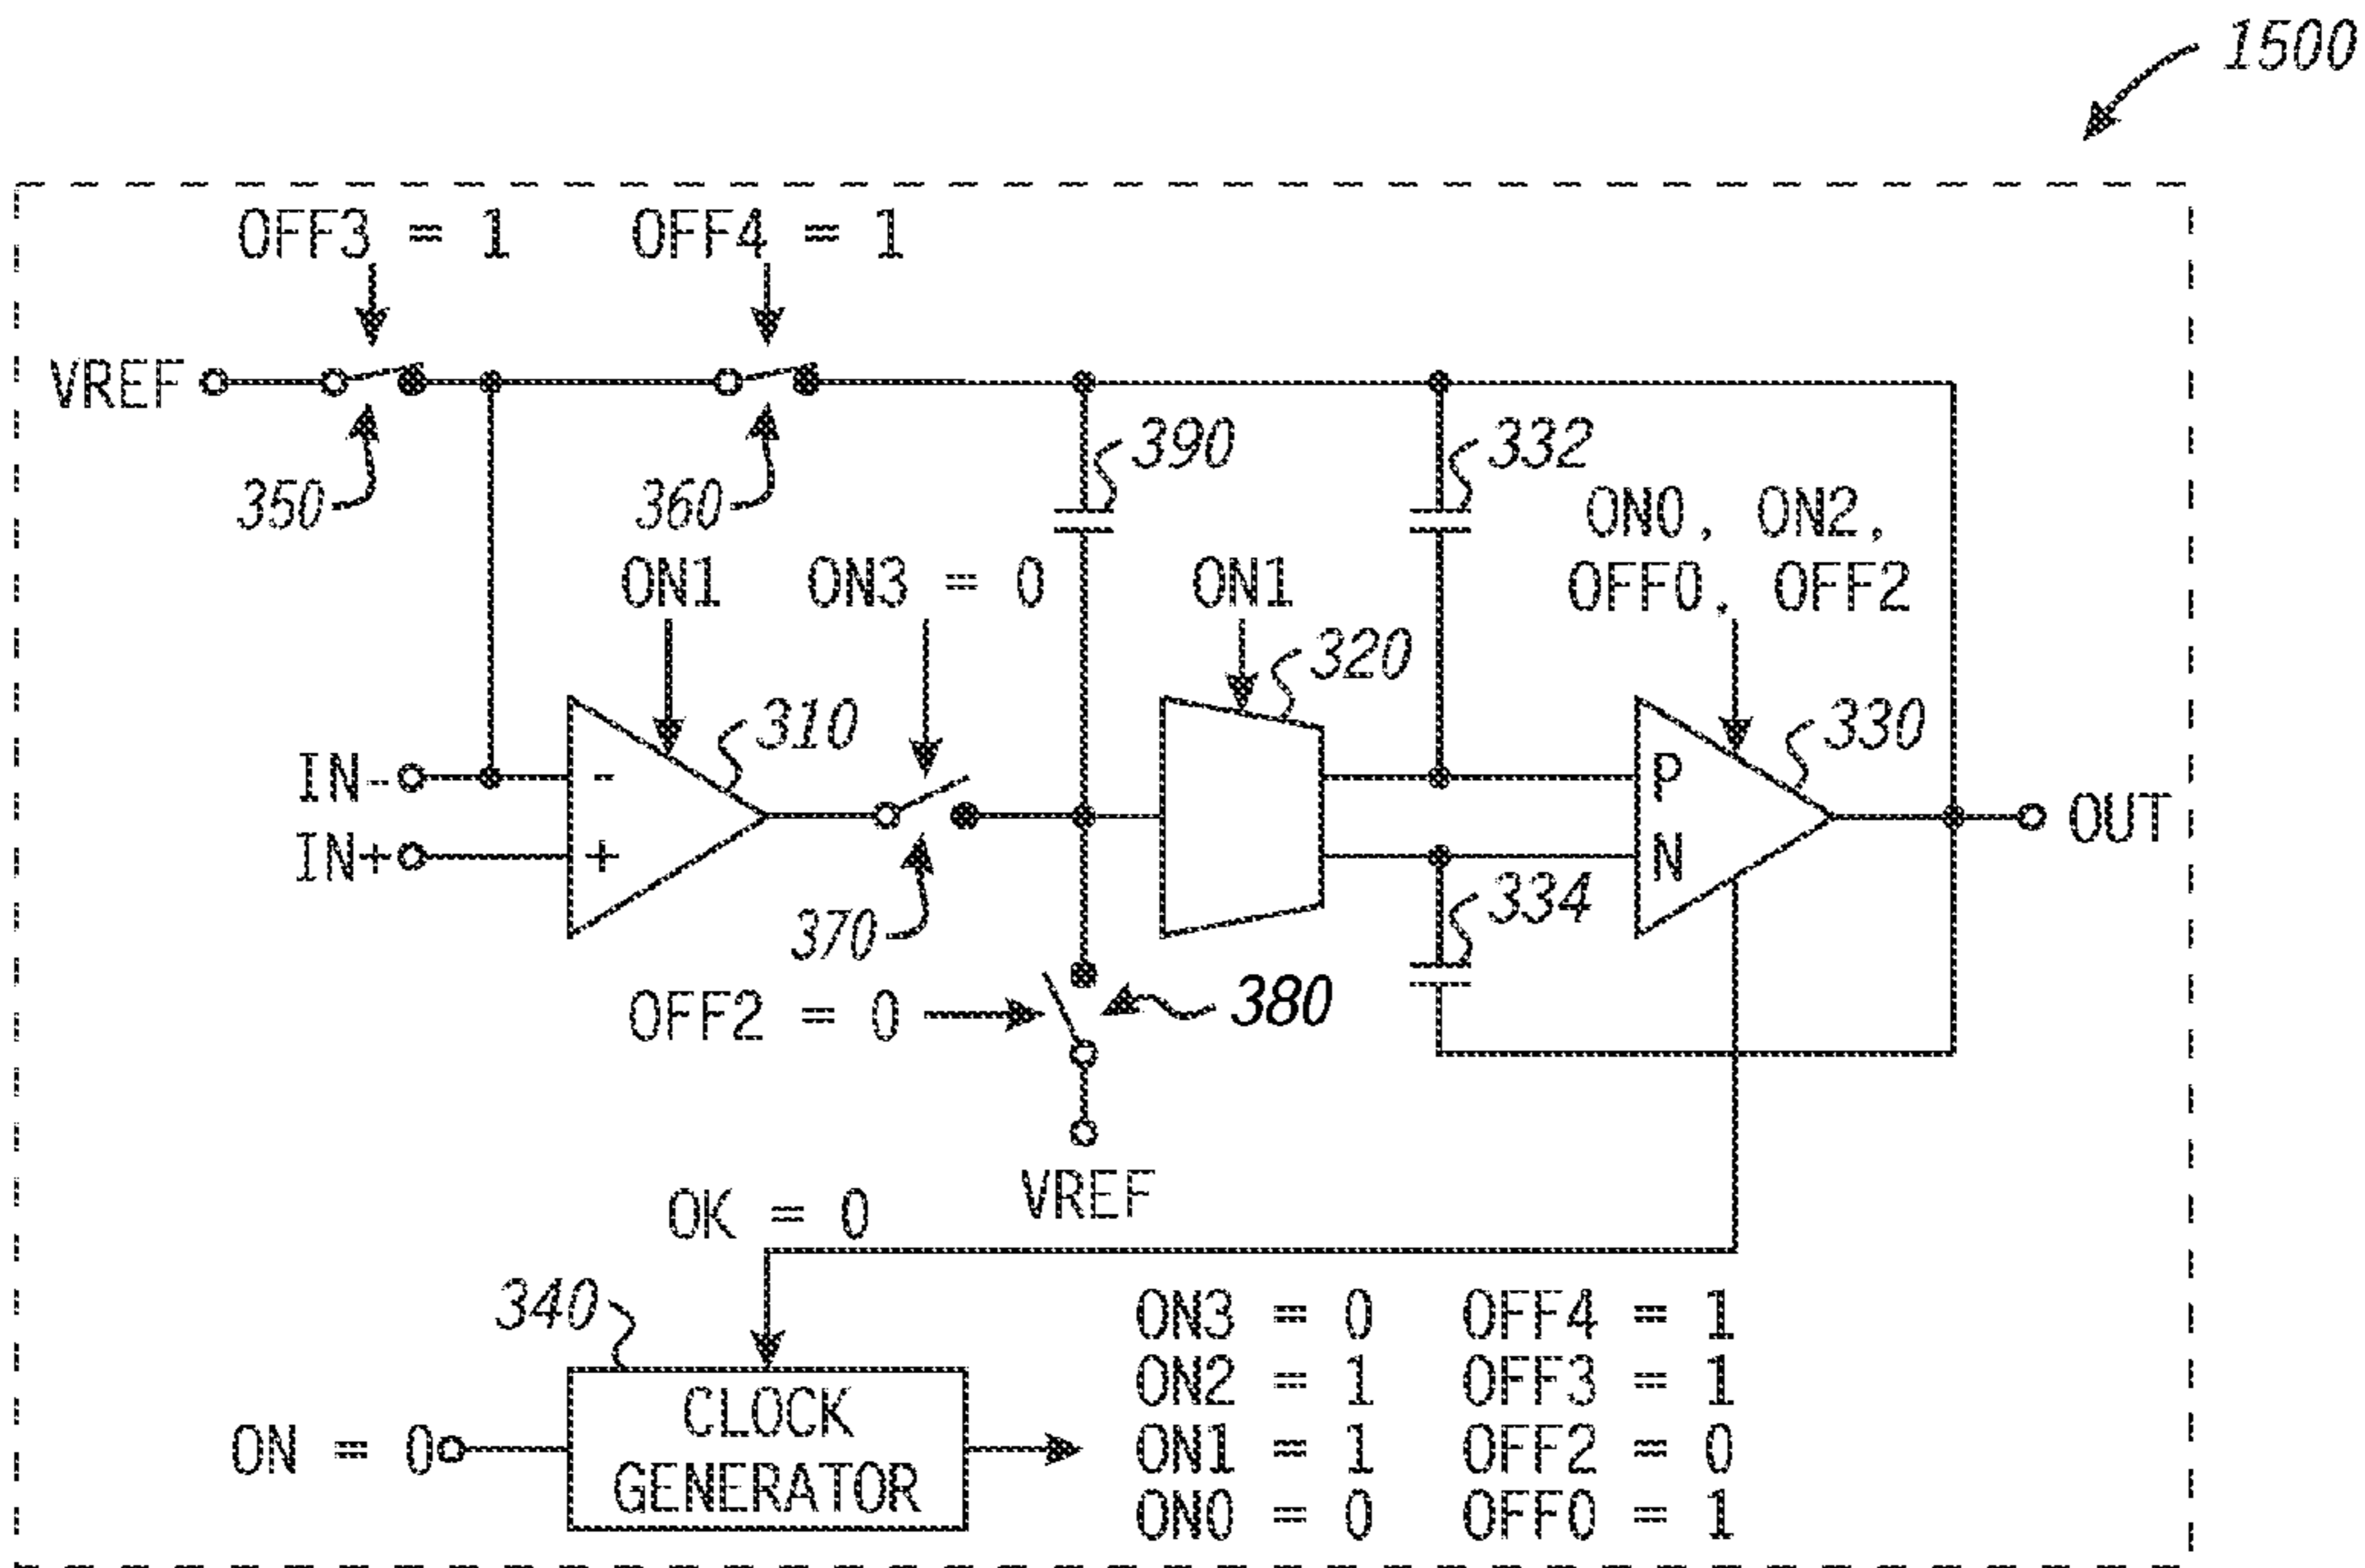 1500
OFF3 = 1 OFF4 = 1
VREF
350 360 390 332
ON0, ON2,
OFF0, OFF2
ON1 ON3 = 0 ON1
320
310 330
IN- - P
OUT
IN+ + N
370 334
OFF2 = 0 380
VREF
OK = 0
340 ON3 = 0 OFF4 = 1
CLOCK ON2 = 1 OFF3 = 1
ON = 0 ON1 = 1 OFF2 = 0
GENERATOR ON0 = 0 OFF0 = 1